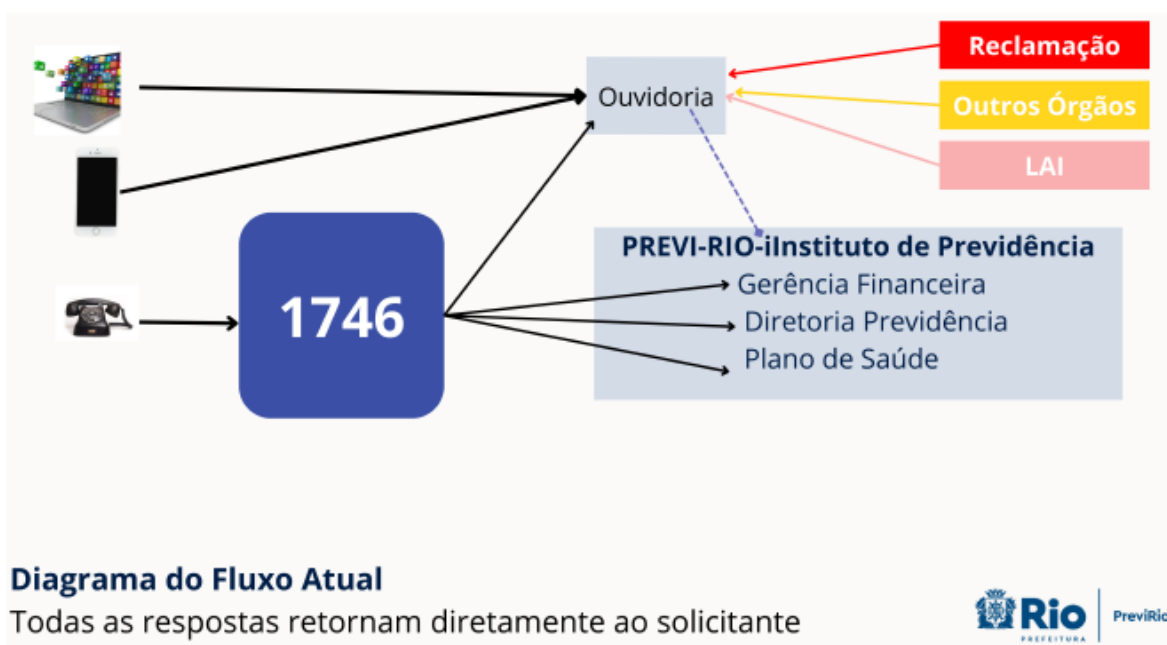 Reclamação
Ouvidoria
Outros Órgãos
LAI
1746
PREVI-RIO-iInstituto de Previdência
Gerência Financeira
Diretoria Previdência
Plano de Saúde
Diagrama do Fluxo Atual
Todas as respostas retornam diretamente ao solicitante
Rio
PREFEITURA
PreviRio